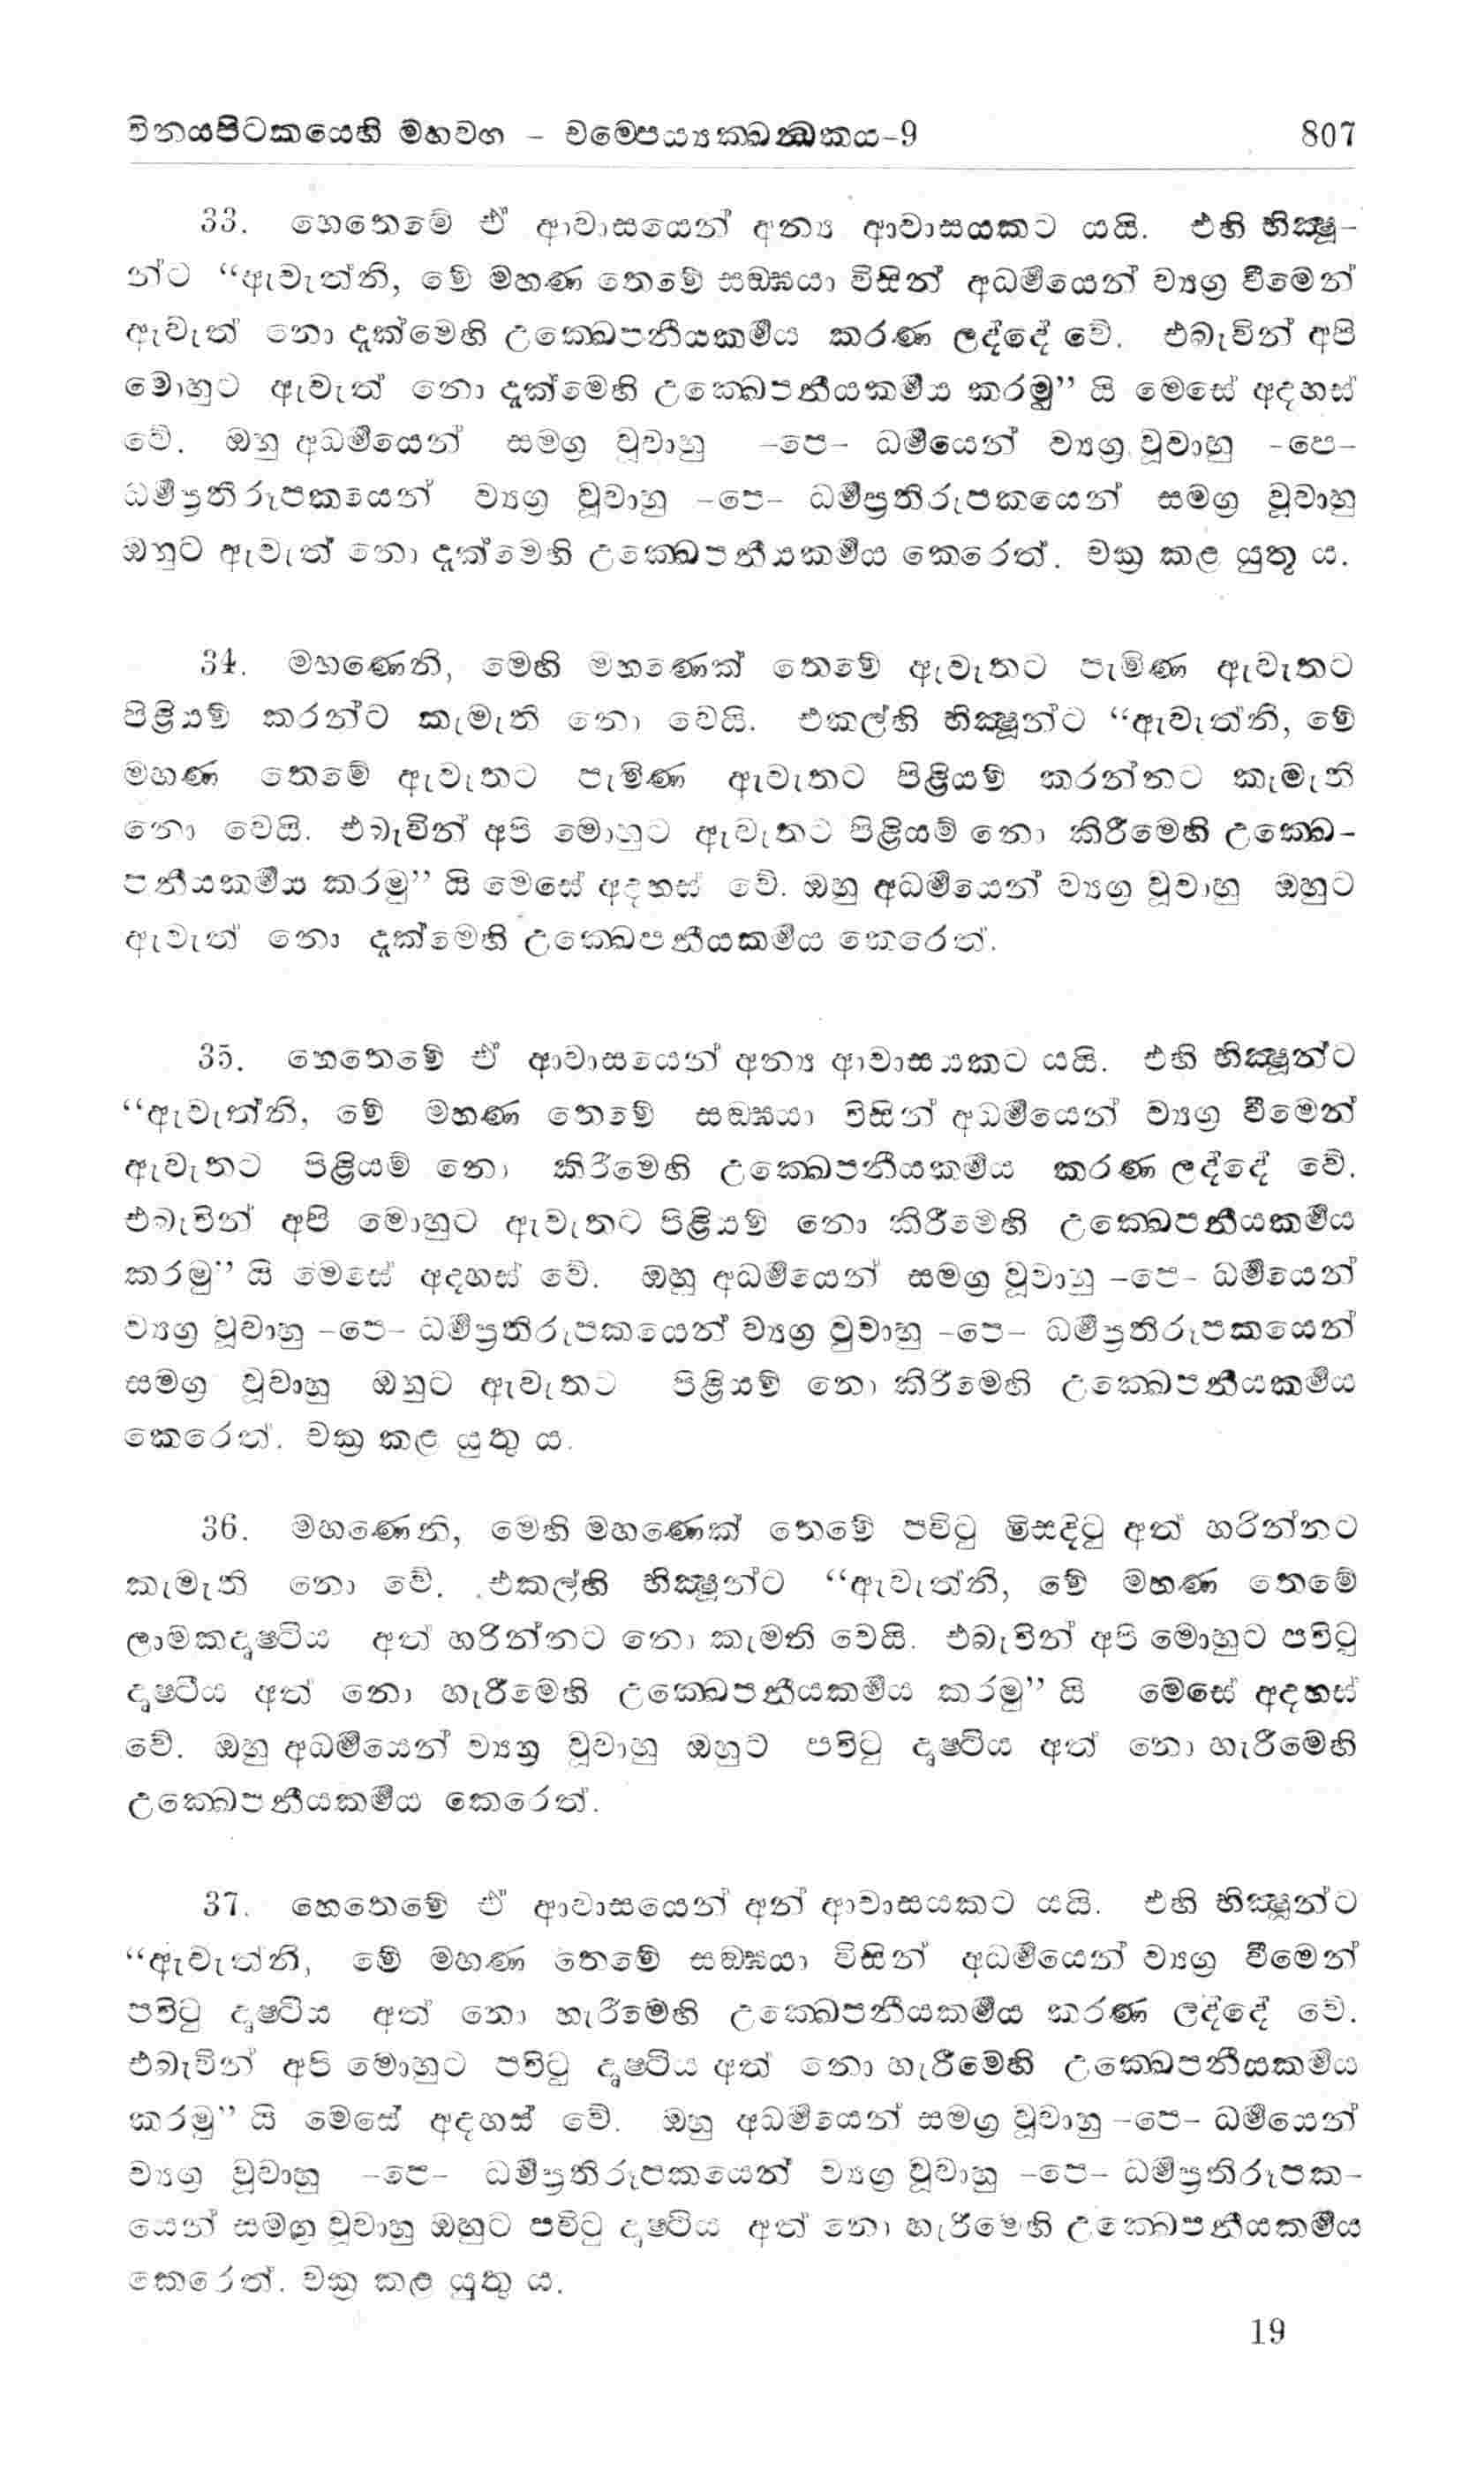 විනයපිටකයෙහි මහවග - චම්පෙය්‍යක්ඛන්ධකය-9 807
33. හෙතෙමේ ඒ ආවාසයෙන් අන්‍ය ආවාසයකට යයි. එහි භික්ෂූ-
න්ට “ඇවැත්නි, මේ මහණ තෙමේ සඞ්ඝයා විසින් අධර්මයෙන් ව්‍යග්‍ර වීමෙන්
ඇවැත් නො දැක්මෙහි උක්ඛෙපනීයකර්මය කරණ ලද්දේ වේ. එබැවින් අපි
මොහුට ඇවැත් නො දැක්මෙහි උක්ඛෙපනීයකර්මය කරමු” යි මෙසේ අදහස්
වේ. ඔහු අධර්මයෙන් සමග්‍ර වූවාහු -පෙ- ධර්මයෙන් ව්‍යග්‍ර වූවාහු -පෙ-
ධර්මප්‍රතිරූපකයෙන් ව්‍යග්‍ර වූවාහු -පෙ- ධර්මප්‍රතිරූපකයෙන් සමග්‍ර වූවාහු
ඔහුට ඇවැත් නො දැක්මෙහි උක්ඛෙපනීයකර්මය කෙරෙත්. චක්‍ර කළ යුතු ය.
34. මහණෙනි, මෙහි මහණෙක් තෙමේ ඇවැතට පැමිණ ඇවැතට
පිළියම් කරන්ට කැමැති නො වෙයි. එකල්හි භික්ෂූන්ට “ඇවැත්නි, මේ
මහණ තෙමේ ඇවැතට පැමිණ ඇවැතට පිළියම් කරන්නට කැමැති
නො වෙයි. එබැවින් අපි මොහුට ඇවැතට පිළියම් නො කිරීමෙහි උක්ඛෙ-
පනීයකර්මය කරමු” යි මෙසේ අදහස් වේ. ඔහු අධර්මයෙන් ව්‍යග්‍ර වූවාහු ඔහුට
ඇවැත් නො දැක්මෙහි උක්ඛෙපනීයකර්මය කෙරෙත්.
35. හෙතෙමේ ඒ ආවාසයෙන් අන්‍ය ආවාසයකට යයි. එහි භික්ෂූන්ට
“ඇවැත්නි, මේ මහණ තෙමේ සඞ්ඝයා විසින් අධර්මයෙන් ව්‍යග්‍ර වීමෙන්
ඇවැතට පිළියම් නො කිරීමෙහි උක්ඛෙපනීයකර්මය කරණ ලද්දේ වේ.
එබැවින් අපි මොහුට ඇවැතට පිළියම් නො කිරීමෙහි උක්ඛෙපනීයකර්මය
කරමු” යි මෙසේ අදහස් වේ. ඔහු අධර්මයෙන් සමග්‍ර වූවාහු -පෙ- ධර්මයෙන්
ව්‍යග්‍ර වූවාහු -පෙ- ධර්මප්‍රතිරූපකයෙන් ව්‍යග්‍ර වූවාහු -පෙ- ධර්මප්‍රතිරූපකයෙන්
සමග්‍ර වූවාහු ඔහුට ඇවැතට පිළියම් නො කිරීමෙහි උක්ඛෙපනීයකර්මය
කෙරෙත්. චක්‍ර කළ යුතු ය.
36. මහණෙනි, මෙහි මහණෙක් තෙමේ පවිටු මිසදිටු අත් හරින්නට
කැමැති නො වේ. එකල්හි භික්ෂූන්ට “ඇවැත්නි, මේ මහණ තෙමේ
ලාමකදෘෂ්ටිය අත් හරින්නට නො කැමති වෙයි. එබැවින් අපි මොහුට පවිටු
දෘෂ්ටිය අත් නො හැරීමෙහි උක්ඛෙපනීයකර්මය කරමු” යි මෙසේ අදහස්
වේ. ඔහු අධර්මයෙන් ව්‍යග්‍ර වූවාහු ඔහුට පවිටු දෘෂ්ටිය අත් නො හැරීමෙහි
උක්ඛෙපනීයකර්මය කෙරෙත්.
37. හෙතෙමේ ඒ ආවාසයෙන් අන් ආවාසයකට යයි. එහි භික්ෂූන්ට
“ඇවැත්නි, මේ මහණ තෙමේ සඞ්ඝයා විසින් අධර්මයෙන් ව්‍යග්‍ර වීමෙන්
පවිටු දෘෂ්ටිය අත් නො හැරීමෙහි උක්ඛෙපනීයකර්මය කරණ ලද්දේ වේ.
එබැවින් අපි මොහුට පවිටු දෘෂ්ටිය අත් නො හැරීමෙහි උක්ඛෙපනීයකර්මය
කරමු” යි මෙසේ අදහස් වේ. ඔහු අධර්මයෙන් සමග්‍ර වූවාහු -පෙ- ධර්මයෙන්
ව්‍යග්‍ර වූවාහු -පෙ- ධර්මප්‍රතිරූපකයෙන් ව්‍යග්‍ර වූවාහු -පෙ- ධර්මප්‍රතිරූපක-
යෙන් සමග්‍ර වූවාහු ඔහුට පවිටු දෘෂ්ටිය අත් නො හැරීමෙහි උක්ඛෙපනීයකර්මය
කෙරෙත්. චක්‍ර කළ යුතු ය.
19